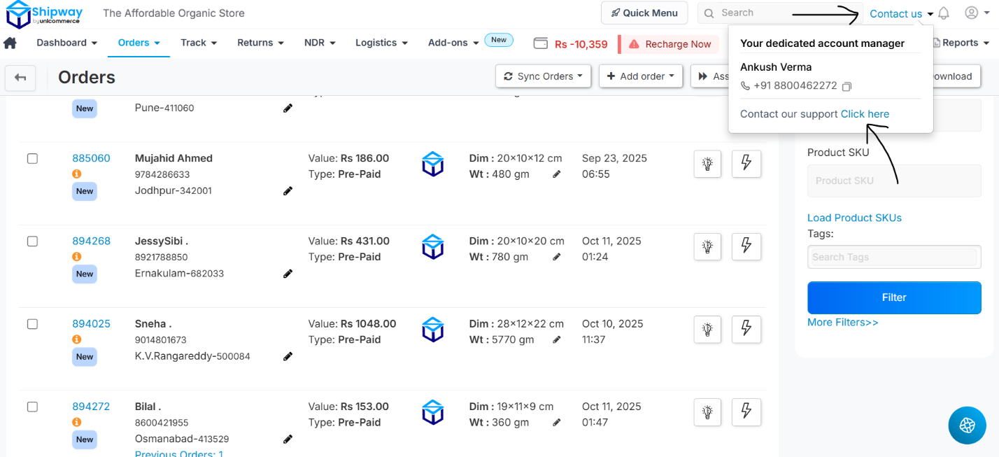 Shipway
by unicommerce
The Affordable Organic Store
Quick Menu
Search
Contact us
Dashboard
Orders
Track
Returns
NDR
Logistics
Add-ons
New
Rs -10,359
Recharge Now
Reports
Your dedicated account manager
Ankush Verma
+91 8800462272
Contact our support Click here
Orders
Sync Orders
Add order
Ass
ownload
New
Pune-411060
885060
New
Mujahid Ahmed
9784286633
Jodhpur-342001
Value: Rs 186.00
Type: Pre-Paid
Dim : 20×10×12 cm
Wt : 480 gm
Sep 23, 2025
06:55
894268
New
JessySibi .
8921788850
Ernakulam-682033
Value: Rs 431.00
Type: Pre-Paid
Dim : 20×10×20 cm
Wt : 780 gm
Oct 11, 2025
01:24
894025
New
Sneha .
9014801673
K.V.Rangareddy-500084
Value: Rs 1048.00
Type: Pre-Paid
Dim : 28×12×22 cm
Wt : 5770 gm
Oct 10, 2025
11:37
894272
New
Bilal .
8600421955
Osmanabad-413529
Previous Orders: 1
Value: Rs 153.00
Type: Pre-Paid
Dim : 19×11×9 cm
Wt : 360 gm
Oct 11, 2025
01:47
Product SKU
Product SKU
Load Product SKUs
Tags:
Search Tags
Filter
More Filters>>